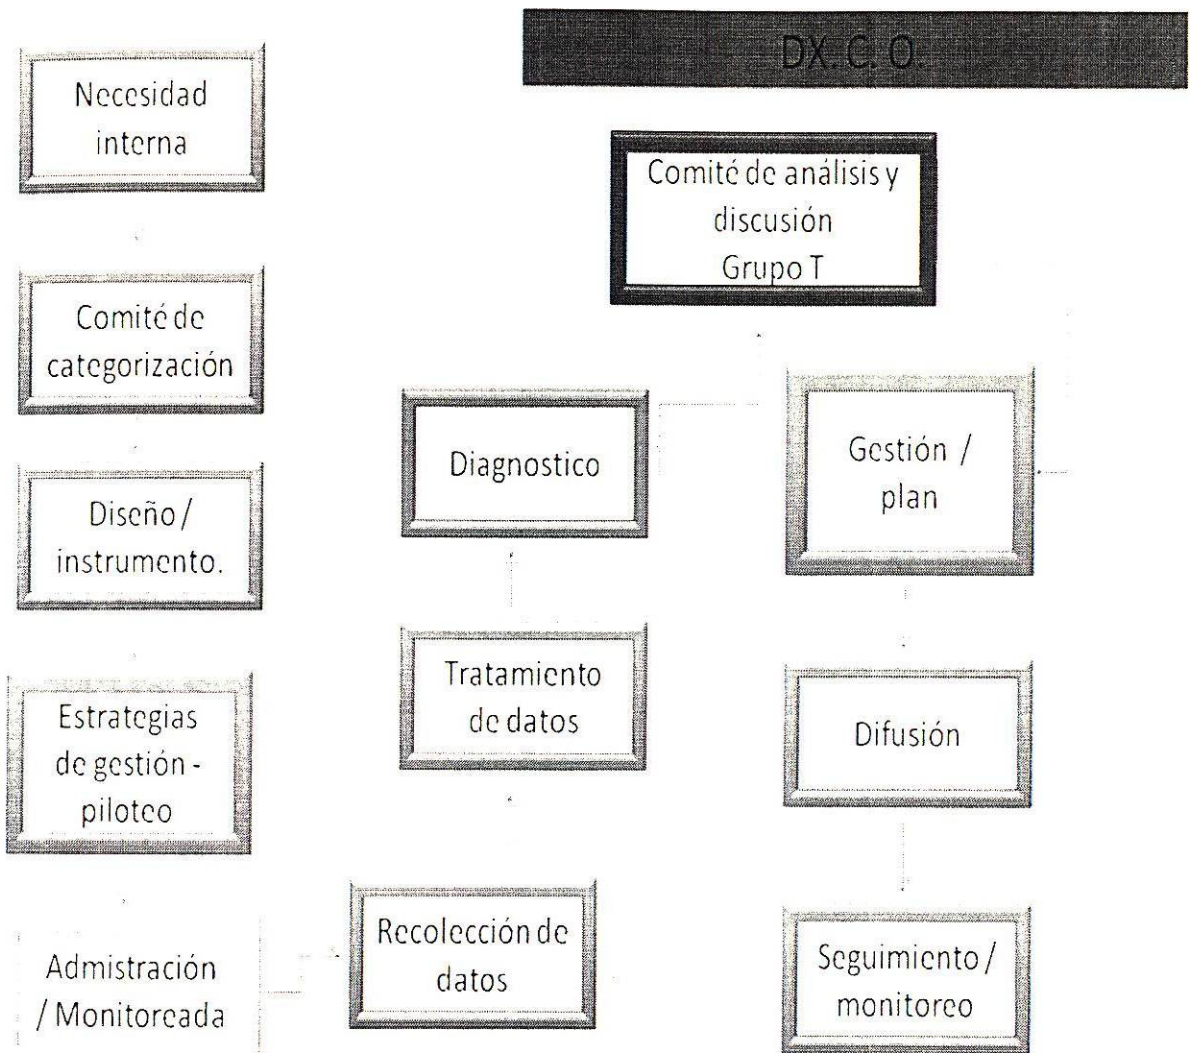 DX. C. O.
Necesidad
interna
Comité de
categorización
Diseño /
instrumento.
Estrategias
de gestión -
piloteo
Admistración
/ Monitoreada
Recolección de
datos
Tratamiento
de datos
Diagnostico
Comité de análisis y
discusión
Grupo T
Gestión /
plan
Difusión
Seguimiento /
monitoreo